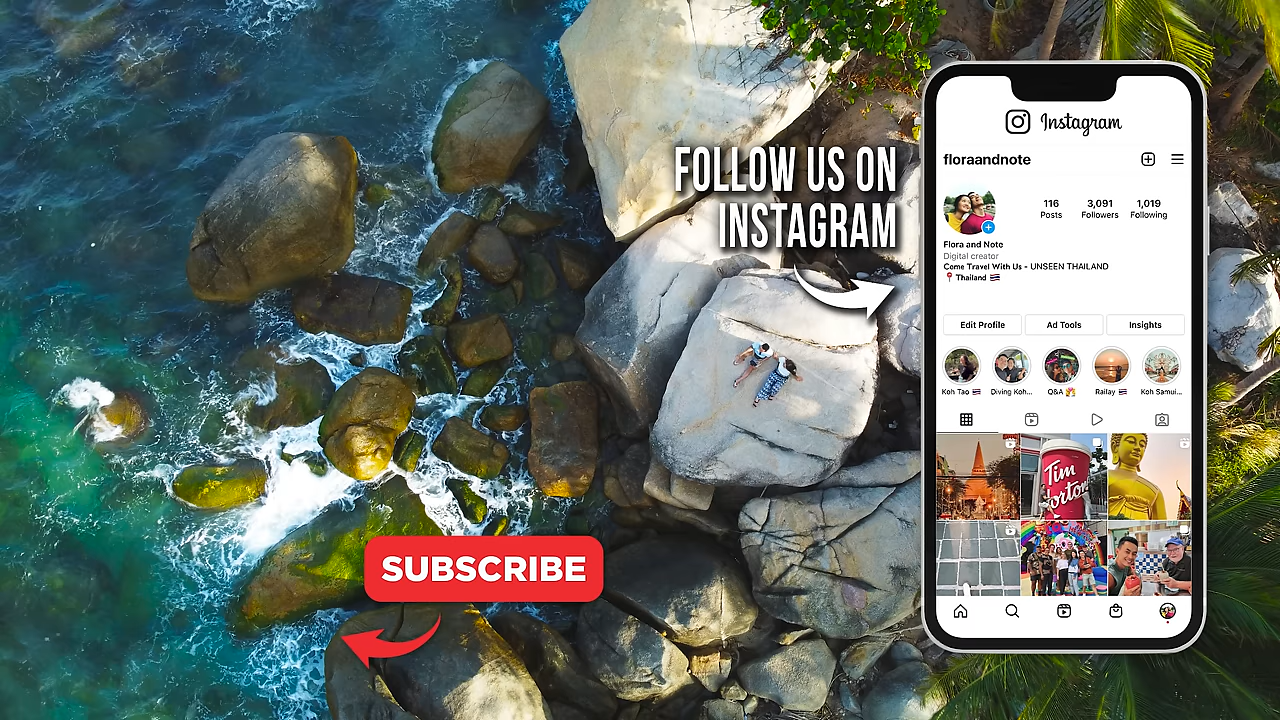 FOLLOW US ON
INSTAGRAM
SUBSCRIBE
Instagram
floraandnote
116
Posts
3,091
Followers
1,019
Following
Flora and Note
Digital creator
Come Travel With Us - UNSEEN THAILAND
Thailand
Edit Profile
Ad Tools
Insights
Koh Tao
Diving Koh...
Q&A
Railay
Koh Samui...
Tim
Hortons